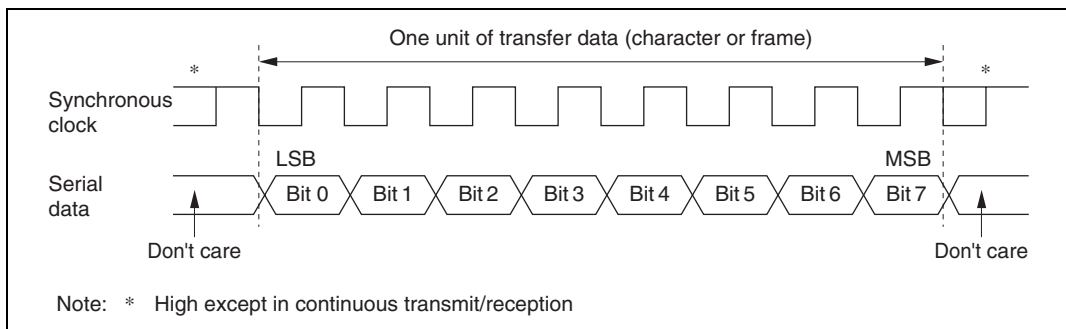 One unit of transfer data (character or frame)
* *
Synchronous
clock
LSB MSB
Serial
data
Bit 0 Bit 1 Bit 2 Bit 3 Bit 4 Bit 5 Bit 6 Bit 7
Don't care Don't care
Note: * High except in continuous transmit/reception